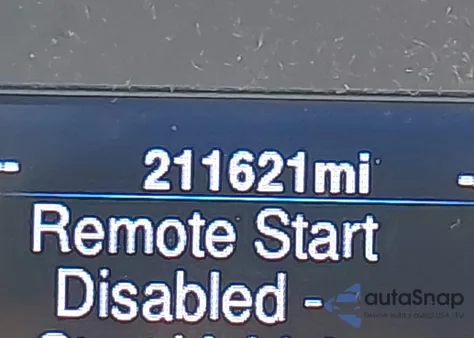 211621mi
Remote Start
Disabled -
autaSnap